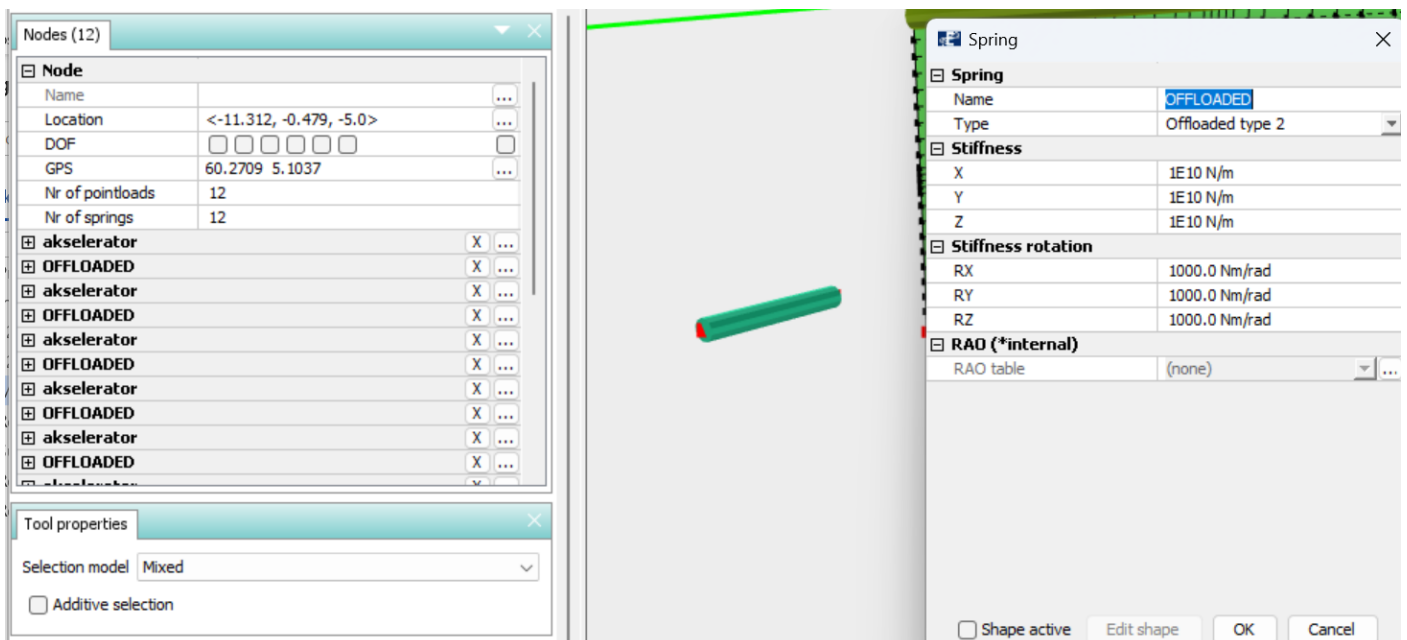 Nodes (12)
Node
Name ...
Location <-11.312, -0.479, -5.0> ...
DOF
GPS 60.2709 5.1037 ...
Nr of pointloads 12
Nr of springs 12
akselerator X ...
OFFLOADED X ...
akselerator X ...
OFFLOADED X ...
akselerator X ...
OFFLOADED X ...
akselerator X ...
OFFLOADED X ...
akselerator X ...
OFFLOADED X ...
akselerator X ...
Tool properties
Selection model Mixed
Additive selection
Spring
Spring
Name OFFLOADED
Type Offloaded type 2
Stiffness
X 1E10 N/m
Y 1E10 N/m
Z 1E10 N/m
Stiffness rotation
RX 1000.0 Nm/rad
RY 1000.0 Nm/rad
RZ 1000.0 Nm/rad
RAO (*internal)
RAO table (none) ...
Shape active Edit shape OK Cancel